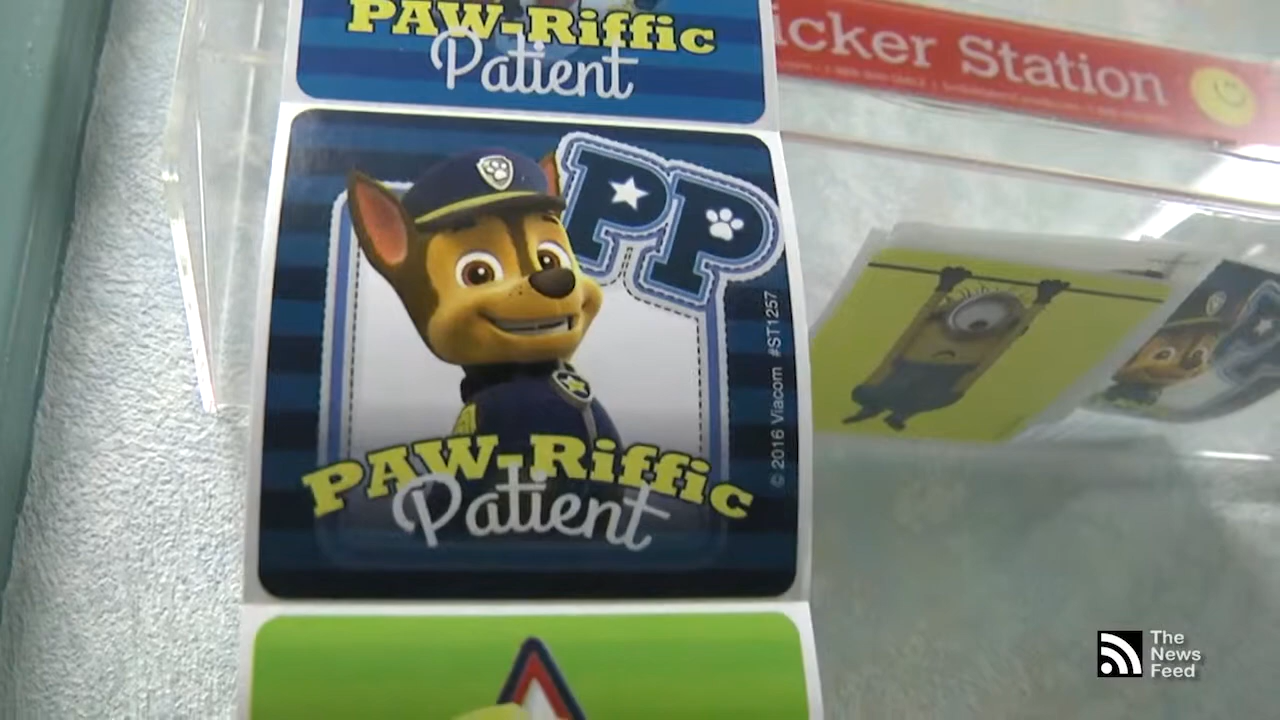 PAW-Riffic
Patient
icker Station
PP
© 2016 Viacom #ST1257
PAW-Riffic
Patient
The
News
Feed